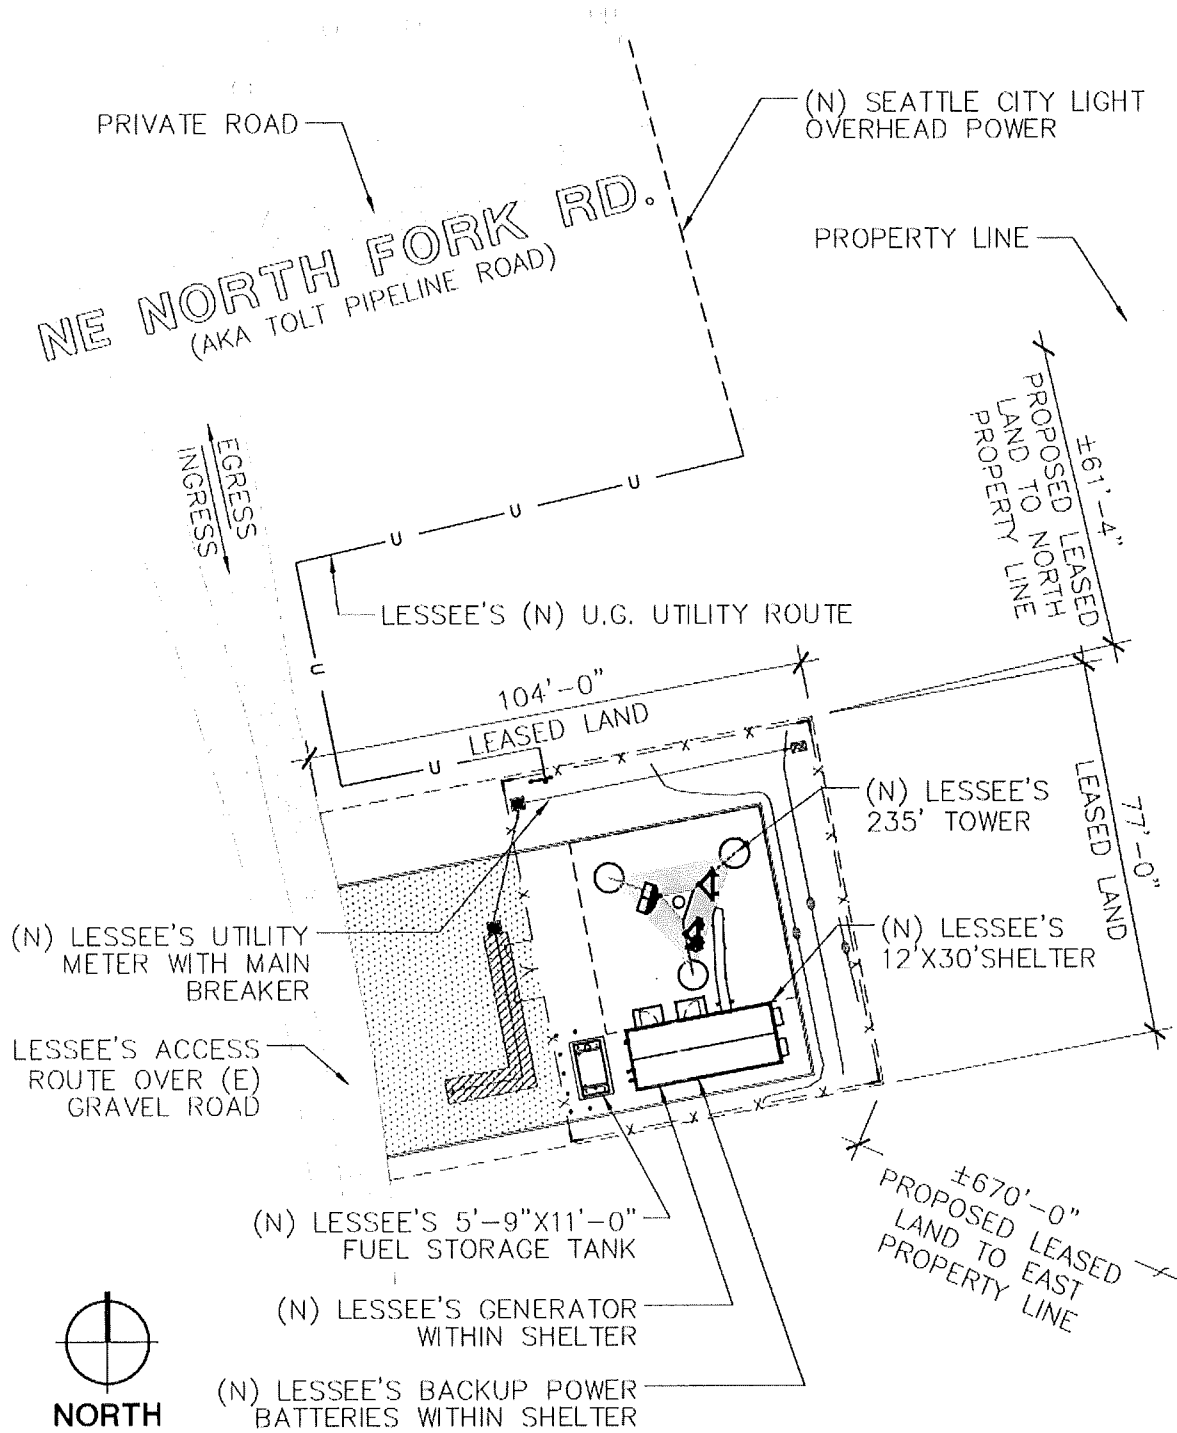 PRIVATE ROAD
(N) SEATTLE CITY LIGHT
OVERHEAD POWER
NE NORTH FORK RD.
(AKA TOLT PIPELINE ROAD)
PROPERTY LINE
EGRESS
INGRESS
±61'-4"
PROPOSED LEASED
LAND TO NORTH
PROPERTY LINE
U
U
U
LESSEE'S (N) U.G. UTILITY ROUTE
U
104'-0"
LEASED LAND
U
77'-0"
LEASED LAND
(N) LESSEE'S
235' TOWER
(N) LESSEE'S UTILITY
METER WITH MAIN
BREAKER
(N) LESSEE'S
12'X30'SHELTER
LESSEE'S ACCESS
ROUTE OVER (E)
GRAVEL ROAD
±670'-0"
PROPOSED LEASED
LAND TO EAST
PROPERTY LINE
(N) LESSEE'S 5'-9"X11'-0"
FUEL STORAGE TANK
(N) LESSEE'S GENERATOR
WITHIN SHELTER
(N) LESSEE'S BACKUP POWER
BATTERIES WITHIN SHELTER
NORTH